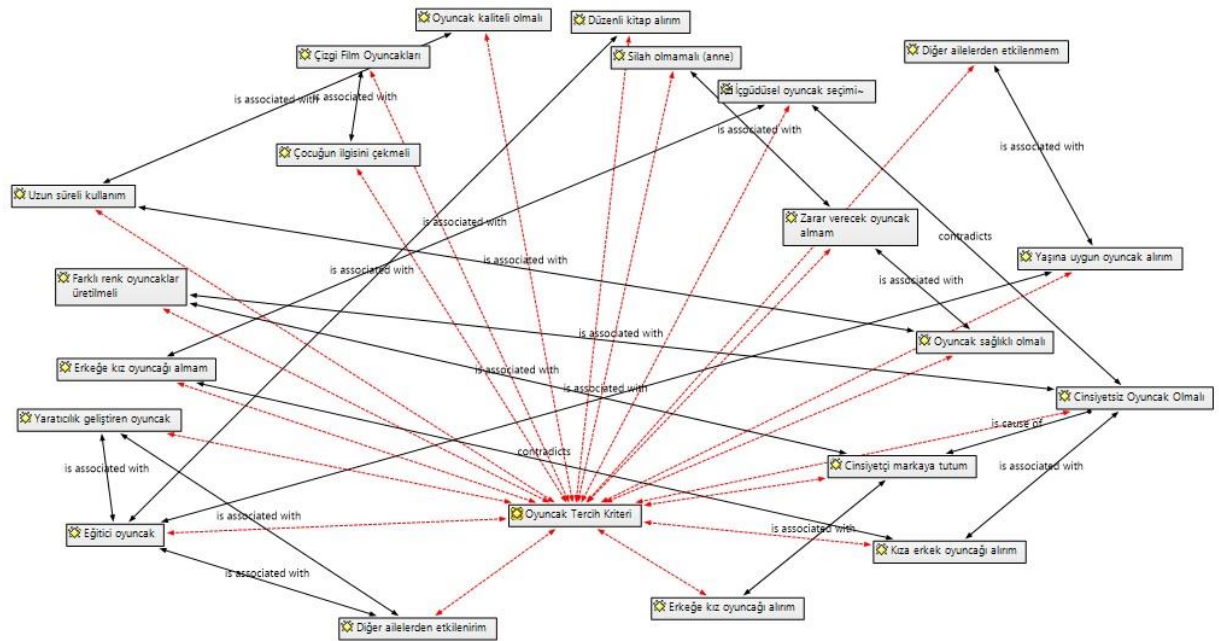 Oyuncak kaliteli olmalı
Düzenli kitap alırım
Çizgi Film Oyuncakları
Silah olmamalı (anne)
Diğer ailelerden etkilenmem
İçgüdüsel oyuncak seçimi~
is associated with
is associated with
is associated with
is associated with
Çocuğun ilgisini çekmeli
Uzun süreli kullanım
is associated with
Zarar verecek oyuncak
almam
contradicts
Yaşına uygun oyuncak alırım
is associated with
is associated with
is associated with
Farklı renk oyuncaklar
üretilmeli
is associated with
Oyuncak sağlıklı olmalı
Erkeğe kız oyuncağı almam
is associated with
is associated with
Cinsiyetsiz Oyuncak Olmalı
Yaratıcılık geliştiren oyuncak
is cause of
contradicts
is associated with
Cinsiyetçi markaya tutum
is associated with
is associated with
Oyuncak Tercih Kriteri
is associated with
Eğitici oyuncak
Kıza erkek oyuncağı alırım
is associated with
Erkeğe kız oyuncağı alırım
Diğer ailelerden etkilenirim